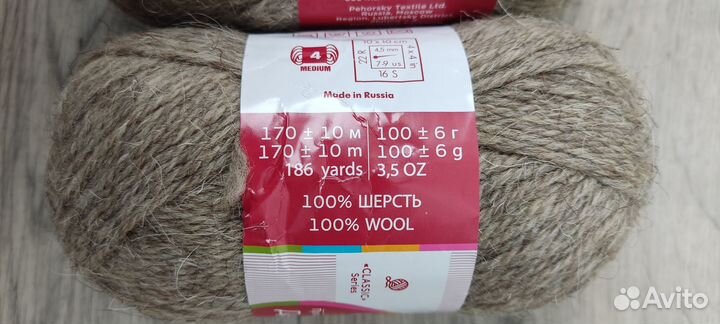 Pehorsky Textile Ltd.
Russia, Moscow
Region, Lubertsky District
4
MEDIUM
10 x 10 cm
22 R
4,5 mm
7-9 us
16 S
4 x 4 in
Made in Russia
170 ± 10 м 100 ± 6 г
170 ± 10 m 100 ± 6 g
186 yards 3,5 OZ
100% ШЕРСТЬ
100% WOOL
«CLASSIC»
Series
Avito